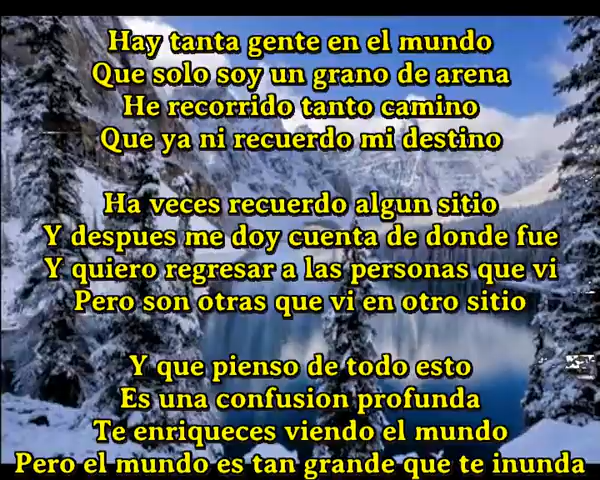 Hay tanta gente en el mundo
Que solo soy un grano de arena
He recorrido tanto camino
Que ya ni recuerdo mi destino
Ha veces recuerdo algun sitio
Y despues me doy cuenta de donde fue
Y quiero regresar a las personas que vi
Pero son otras que vi en otro sitio
Y que pienso de todo esto
Es una confusion profunda
Te enriqueces viendo el mundo
Pero el mundo es tan grande que te inunda